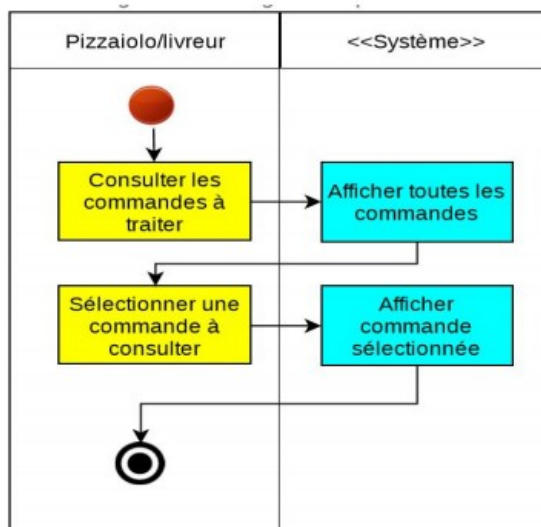 Pizzaiolo/livreur
<<Système>>
Consulter les
commandes à
traiter
Afficher toutes les
commandes
Sélectionner une
commande à
consulter
Afficher
commande
sélectionnée